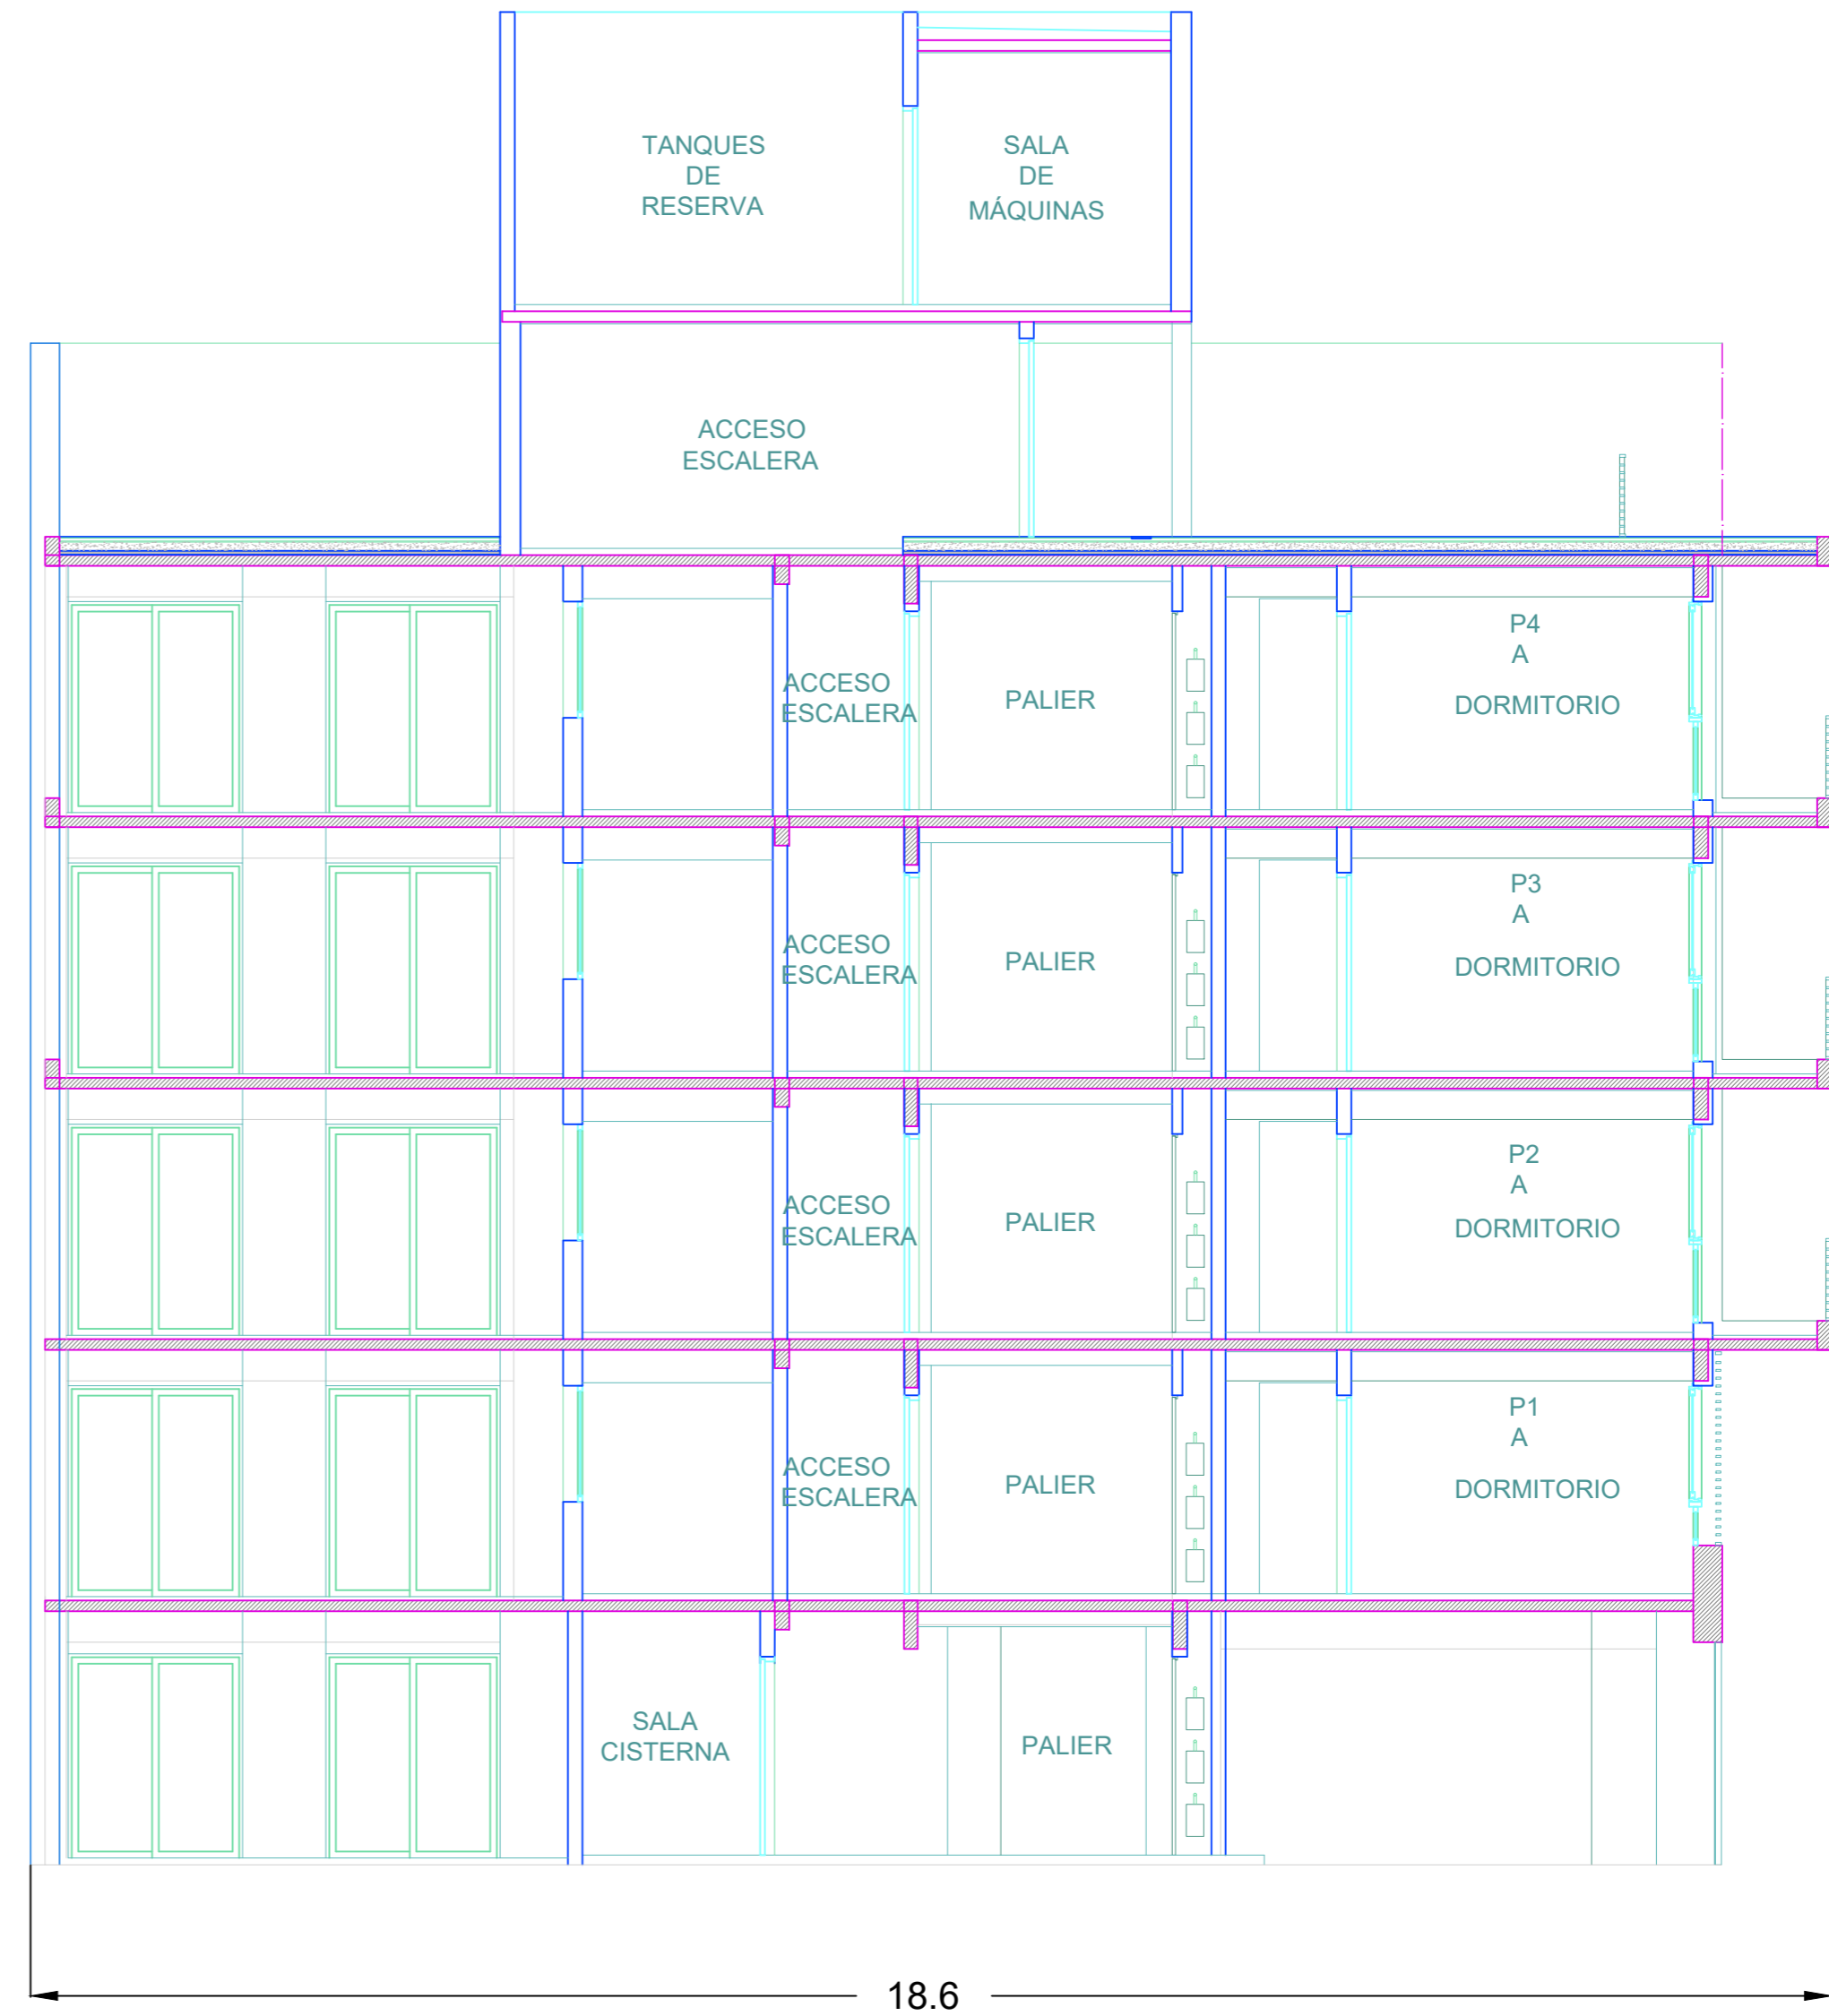 TANQUES
DE
RESERVA
SALA
DE
MÁQUINAS
ACCESO
ESCALERA
ACCESO
ESCALERA
PALIER
P4
A
DORMITORIO
ACCESO
ESCALERA
PALIER
P3
A
DORMITORIO
ACCESO
ESCALERA
PALIER
P2
A
DORMITORIO
ACCESO
ESCALERA
PALIER
P1
A
DORMITORIO
SALA
CISTERNA
PALIER
18.6